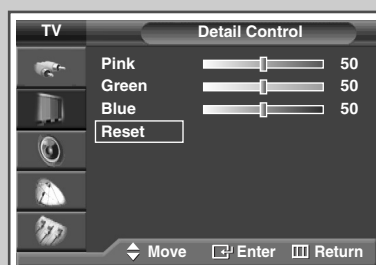 TV Detail Control
Pink 50
Green 50
Blue 50
Reset
Move Enter Return